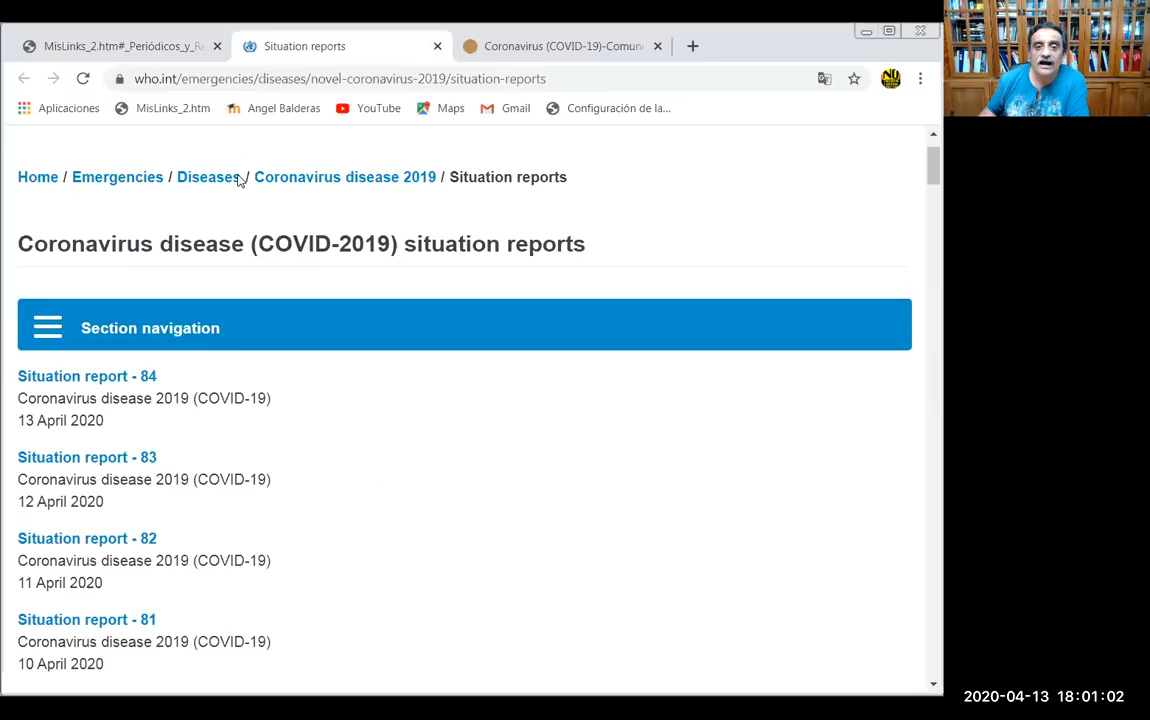 MisLinks_2.htm#_Periódicos_y_R
Situation reports
Coronavirus (COVID-19)-Comun
who.int/emergencies/diseases/novel-coronavirus-2019/situation-reports
Aplicaciones MisLinks_2.htm Angel Balderas YouTube Maps Gmail Configuración de la...
Home / Emergencies / Diseases / Coronavirus disease 2019 / Situation reports
Coronavirus disease (COVID-2019) situation reports
Section navigation
Situation report - 84
Coronavirus disease 2019 (COVID-19)
13 April 2020
Situation report - 83
Coronavirus disease 2019 (COVID-19)
12 April 2020
Situation report - 82
Coronavirus disease 2019 (COVID-19)
11 April 2020
Situation report - 81
Coronavirus disease 2019 (COVID-19)
10 April 2020
2020-04-13 18:01:02